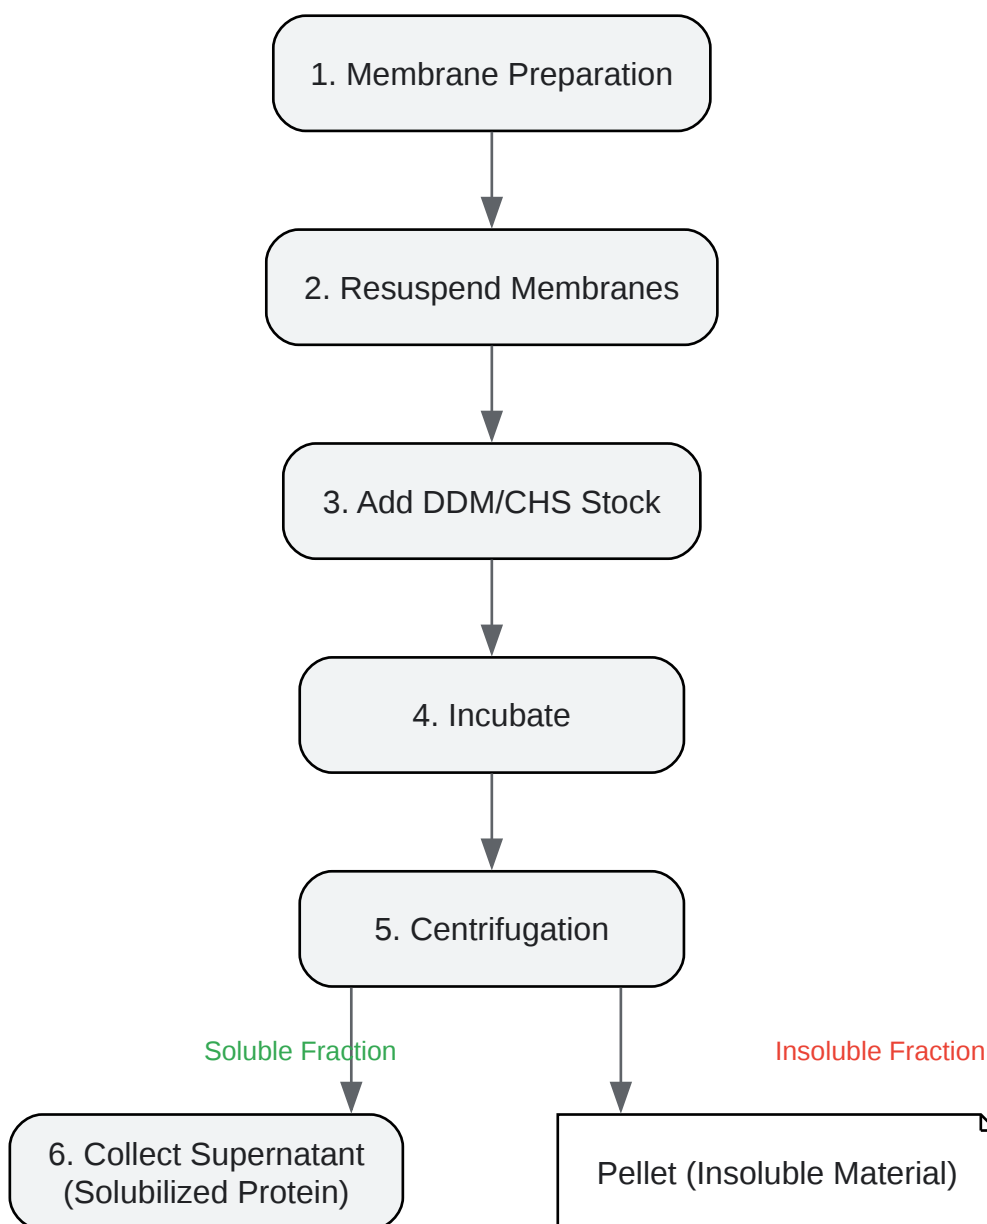 1. Membrane Preparation
2. Resuspend Membranes
3. Add DDM/CHS Stock
4. Incubate
5. Centrifugation
Soluble Fraction
Insoluble Fraction
6. Collect Supernatant
(Solubilized Protein)
Pellet (Insoluble Material)